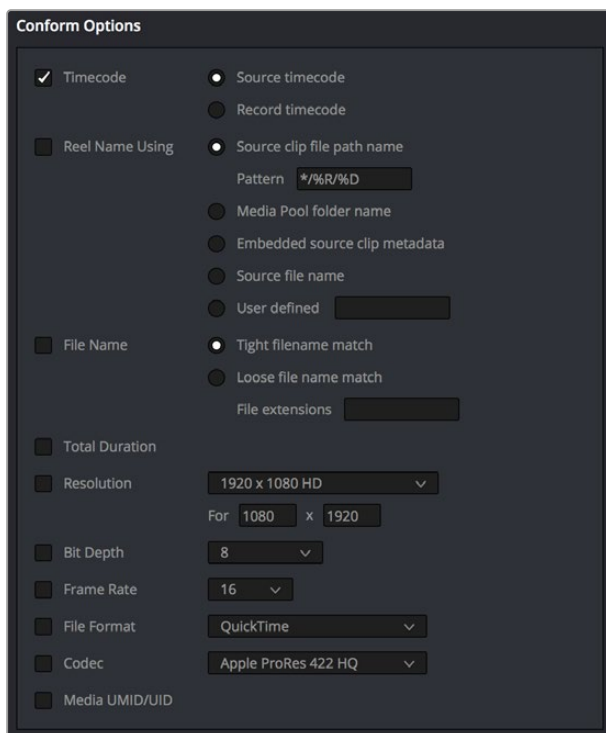 Conform Options
Timecode
Source timecode
Record timecode
Reel Name Using
Source clip file path name
Pattern */%R/%D
Media Pool folder name
Embedded source clip metadata
Source file name
User defined
File Name
Tight filename match
Loose file name match
File extensions
Total Duration
Resolution
1920 x 1080 HD
For 1080 x 1920
Bit Depth
8
Frame Rate
16
File Format
QuickTime
Codec
Apple ProRes 422 HQ
Media UMID/UID